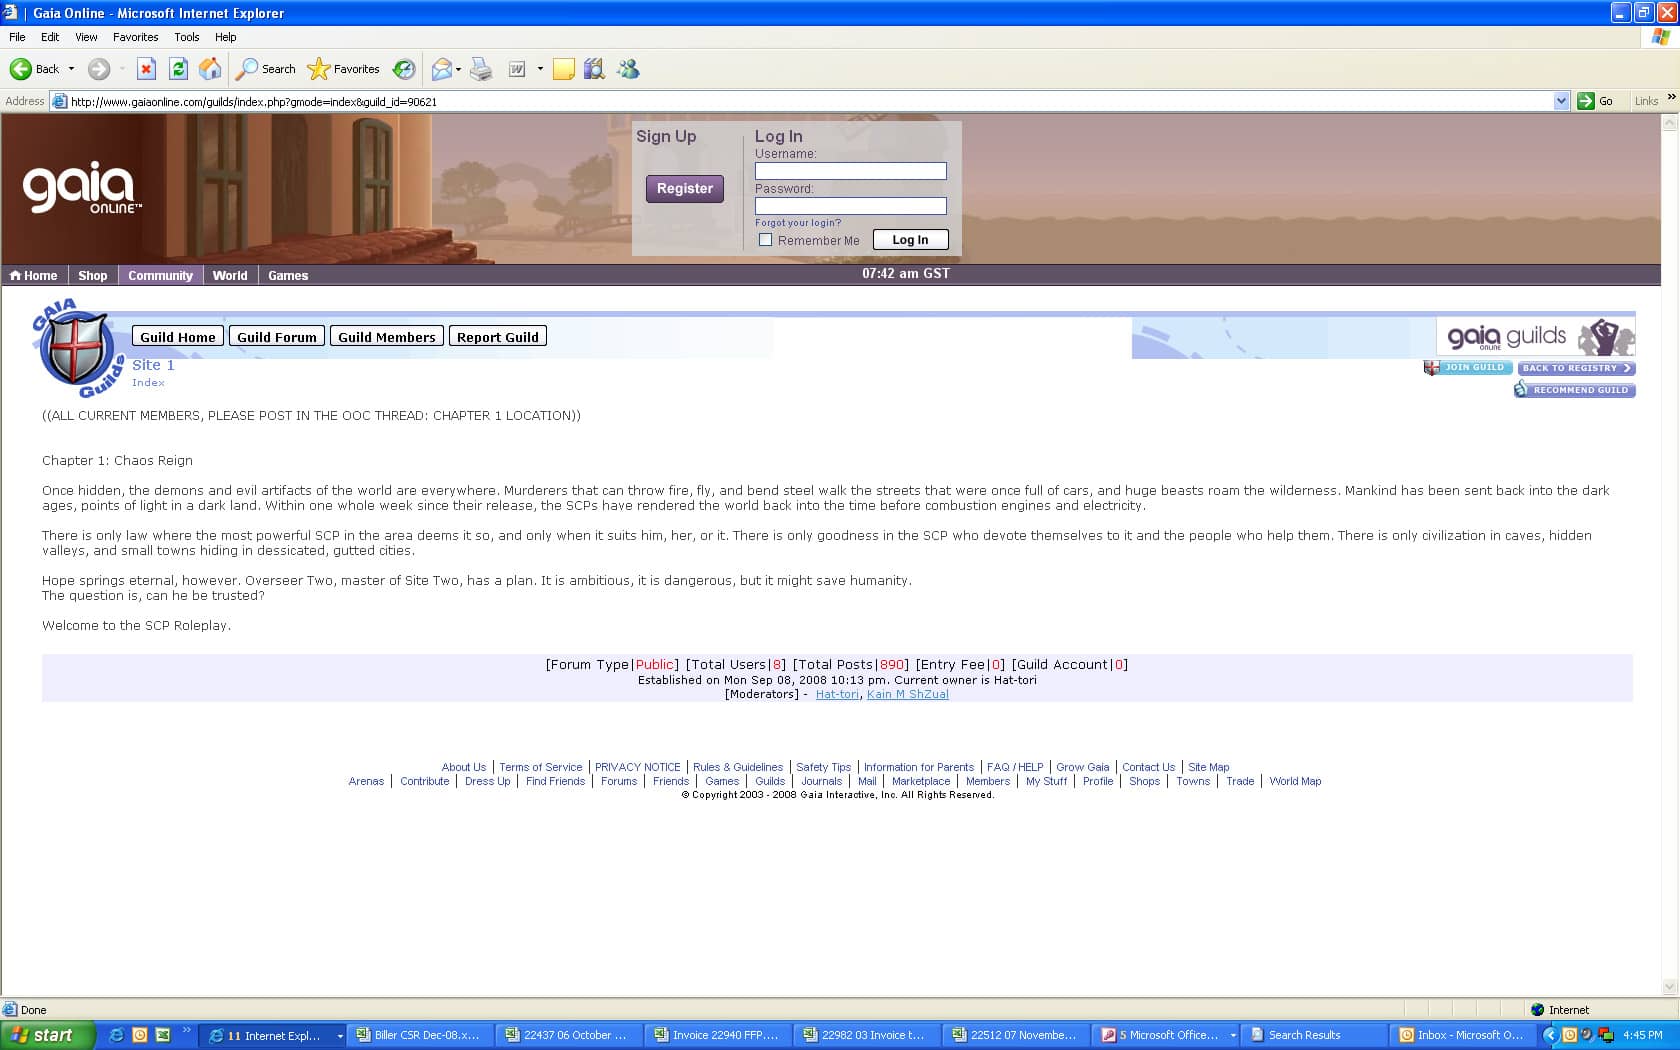 Gaia Online - Microsoft Internet Explorer
File Edit View Favorites Tools Help
Back Search Favorites
Address http://www.gaiaonline.com/guilds/index.php?gmode=index&guild_id=90621 Go Links »
gaia
ONLINE™
Sign Up
Register
Log In
Username:
Password:
Forgot your login?
Remember Me Log In
Home Shop Community World Games 07:42 am GST
GAIA
Guilds
Guild Home Guild Forum Guild Members Report Guild
gaia online guilds
Site 1
Index
JOIN GUILD BACK TO REGISTRY
RECOMMEND GUILD
((ALL CURRENT MEMBERS, PLEASE POST IN THE OOC THREAD: CHAPTER 1 LOCATION))
Chapter 1: Chaos Reign
Once hidden, the demons and evil artifacts of the world are everywhere. Murderers that can throw fire, fly, and bend steel walk the streets that were once full of cars, and huge beasts roam the wilderness. Mankind has been sent back into the dark
ages, points of light in a dark land. Within one whole week since their release, the SCPs have rendered the world back into the time before combustion engines and electricity.
There is only law where the most powerful SCP in the area deems it so, and only when it suits him, her, or it. There is only goodness in the SCP who devote themselves to it and the people who help them. There is only civilization in caves, hidden
valleys, and small towns hiding in dessicated, gutted cities.
Hope springs eternal, however. Overseer Two, master of Site Two, has a plan. It is ambitious, it is dangerous, but it might save humanity.
The question is, can he be trusted?
Welcome to the SCP Roleplay.
[Forum Type|Public] [Total Users|8] [Total Posts|890] [Entry Fee|0] [Guild Account|0]
Established on Mon Sep 08, 2008 10:13 pm. Current owner is Hat-tori
[Moderators] - Hat-tori, Kain M ShZual
About Us | Terms of Service | PRIVACY NOTICE | Rules & Guidelines | Safety Tips | Information for Parents | FAQ / HELP | Grow Gaia | Contact Us | Site Map
Arenas | Contribute | Dress Up | Find Friends | Forums | Friends | Games | Guilds | Journals | Mail | Marketplace | Members | My Stuff | Profile | Shops | Towns | Trade | World Map
© Copyright 2003 - 2008 Gaia Interactive, Inc. All Rights Reserved.
Done Internet
start » 11 Internet Expl... Biller CSR Dec-08.x... 22437 06 October ... Invoice 22940 FFP.... 22982 03 Invoice t... 22512 07 Novembe... 5 Microsoft Office... Search Results Inbox - Microsoft O... 4:45 PM